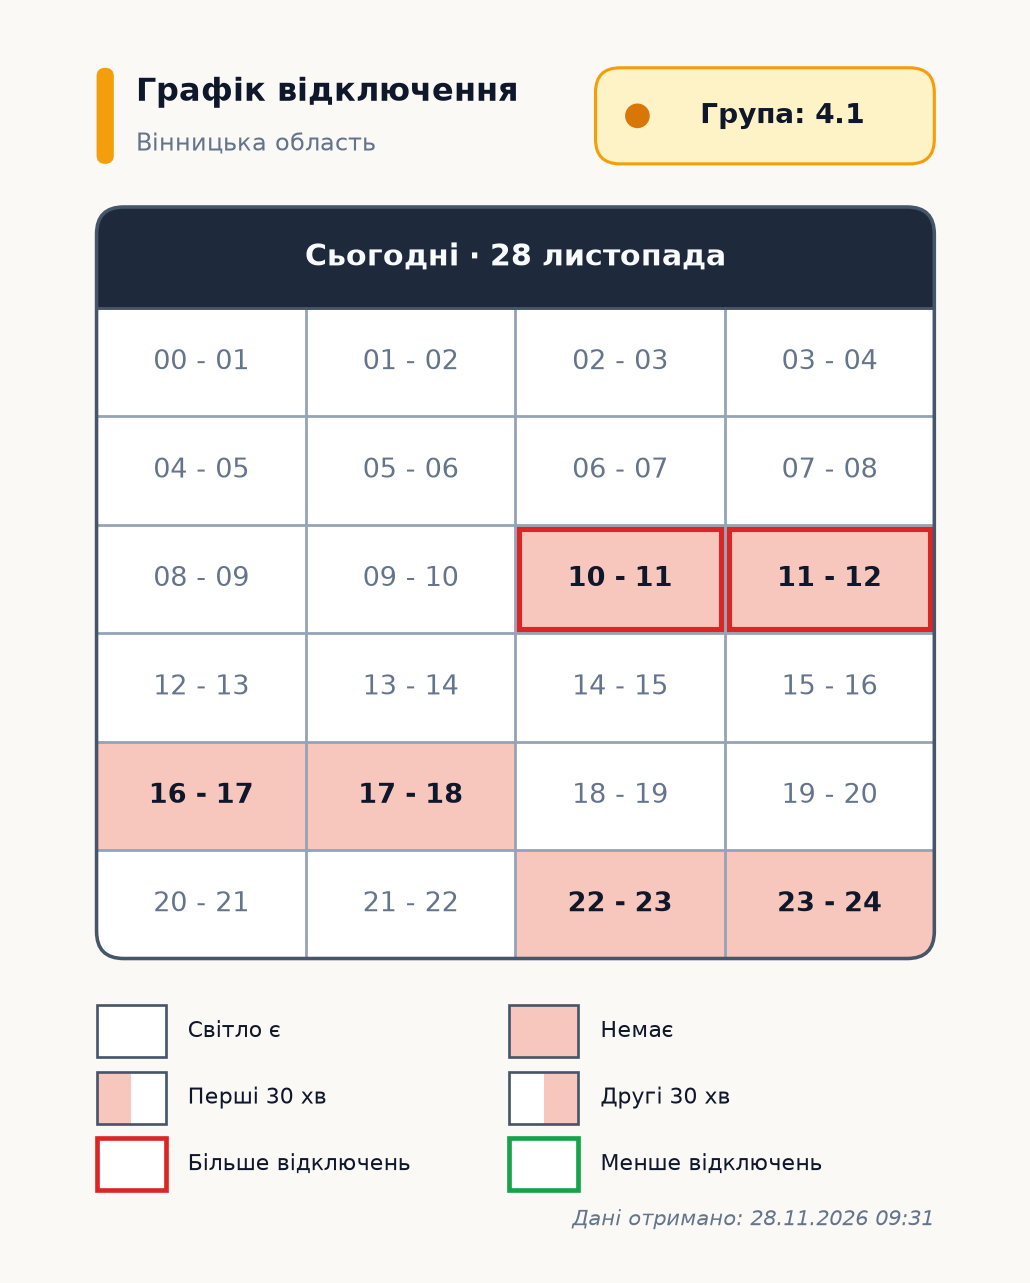 Графік відключення
Вінницька область
Група: 4.1
Сьогодні · 28 листопада
00 - 01 01 - 02 02 - 03 03 - 04
04 - 05 05 - 06 06 - 07 07 - 08
08 - 09 09 - 10 10 - 11 11 - 12
12 - 13 13 - 14 14 - 15 15 - 16
16 - 17 17 - 18 18 - 19 19 - 20
20 - 21 21 - 22 22 - 23 23 - 24
Світло є Немає
Перші 30 хв Другі 30 хв
Більше відключень Менше відключень
Дані отримано: 28.11.2026 09:31